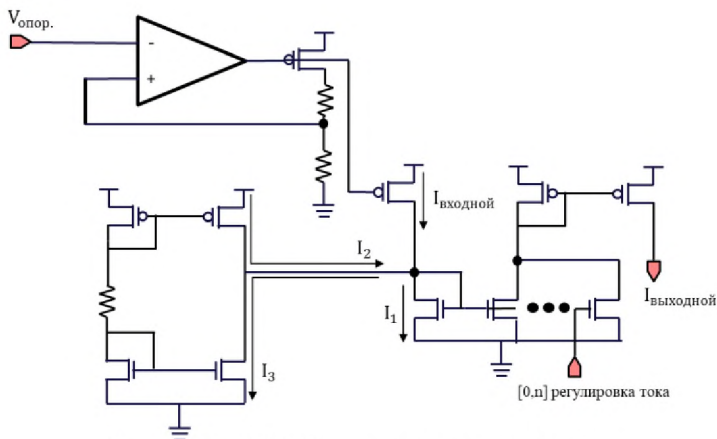 Vопор.
-
+
Iвходной
I2
I1
Iвыходной
I3
[0,n] регулировка тока